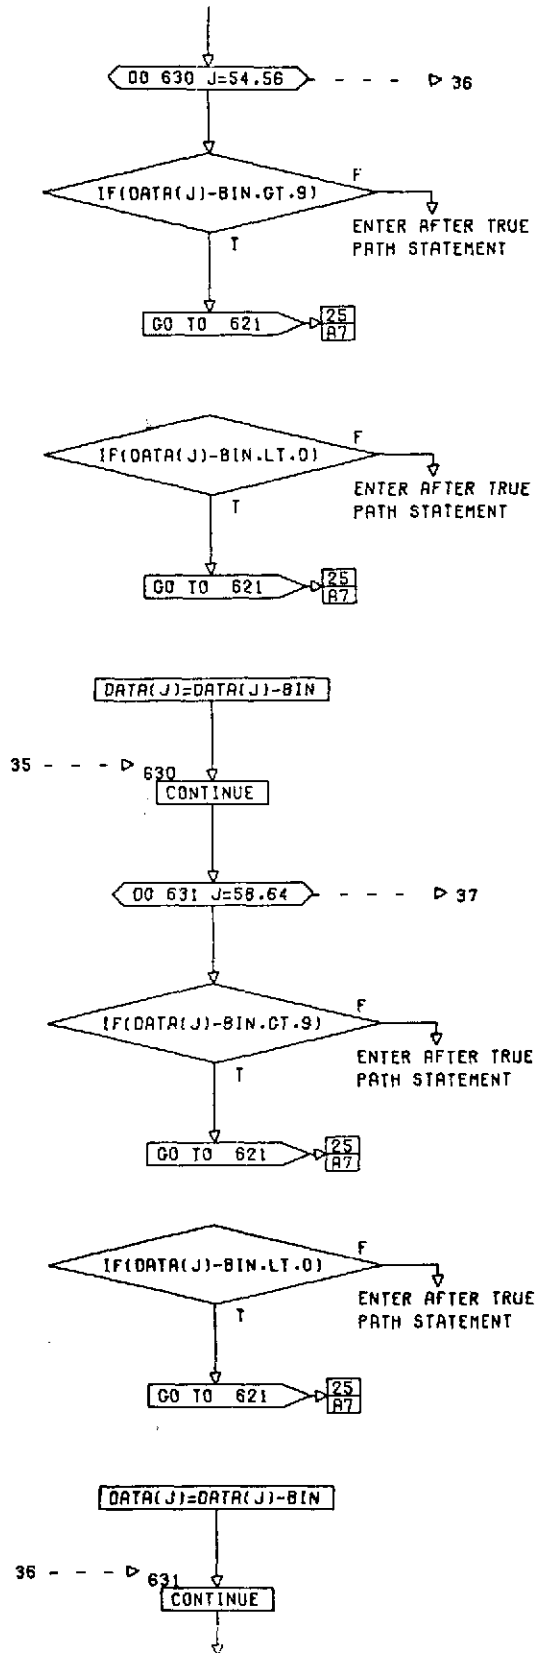 DO 630 J=54.56
36
IF(DATA(J)-BIN.GT.9)
F
T
ENTER AFTER TRUE
PATH STATEMENT
GO TO 621
25
A7
IF(DATA(J)-BIN.LT.0)
F
T
ENTER AFTER TRUE
PATH STATEMENT
GO TO 621
25
A7
DATA(J)=DATA(J)-BIN
35
630
CONTINUE
DO 631 J=58.64
37
IF(DATA(J)-BIN.GT.9)
F
T
ENTER AFTER TRUE
PATH STATEMENT
GO TO 621
25
A7
IF(DATA(J)-BIN.LT.0)
F
T
ENTER AFTER TRUE
PATH STATEMENT
GO TO 621
25
A7
DATA(J)=DATA(J)-BIN
36
631
CONTINUE